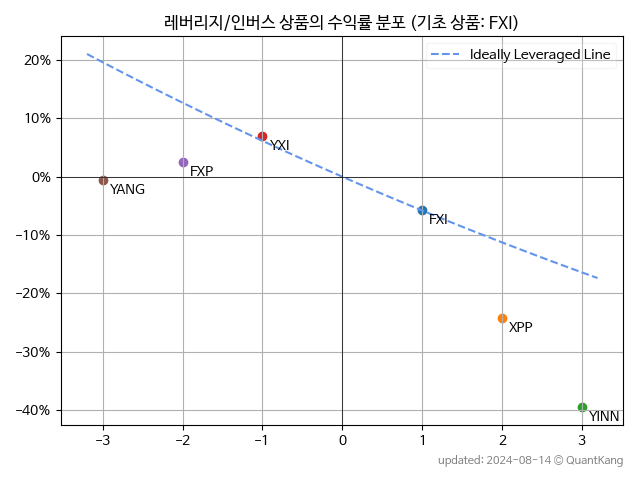 레버리지/인버스 상품의 수익률 분포 (기초 상품: FXI)
Ideally Leveraged Line
20%
10%
0%
−10%
−20%
−30%
−40%
YXI
FXP
YANG
FXI
XPP
YINN
−3
−2
−1
0
1
2
3
updated: 2024-08-14 © QuantKang